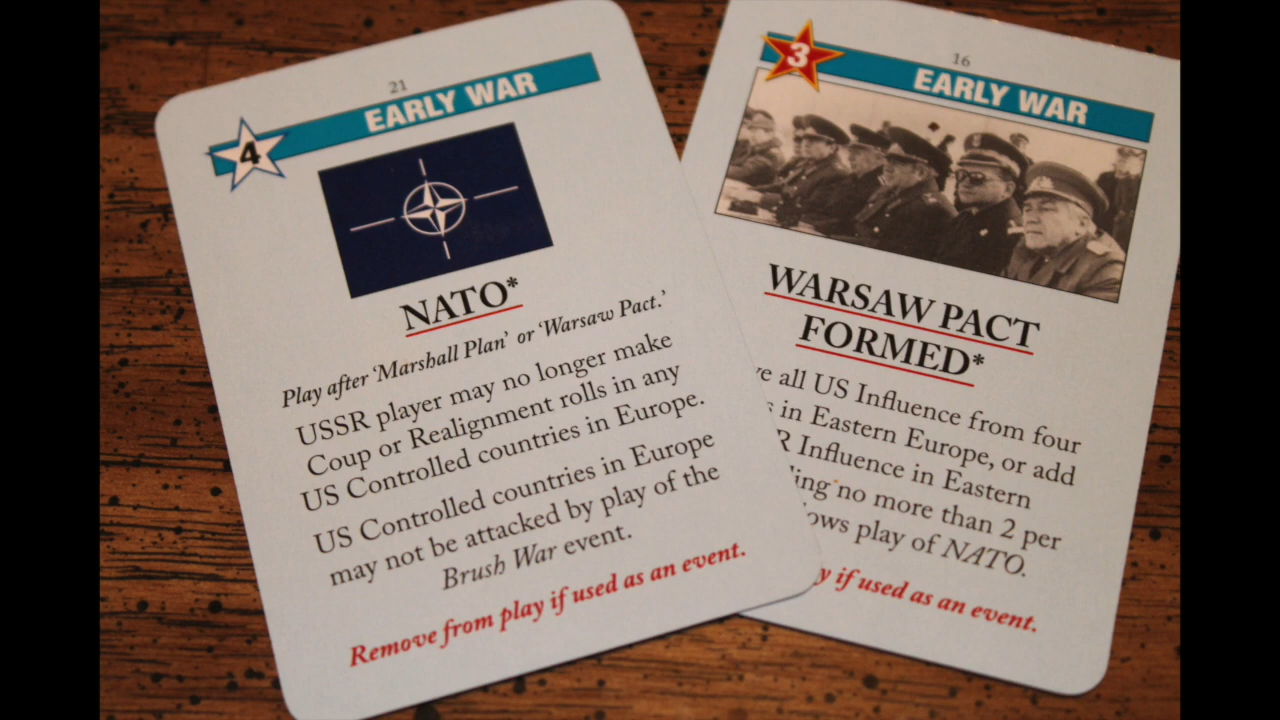 21
EARLY WAR
4
NATO*
Play after ‘Marshall Plan’ or ‘Warsaw Pact.’
USSR player may no longer make
Coup or Realignment rolls in any
US Controlled countries in Europe.
US Controlled countries in Europe
may not be attacked by play of the
Brush War event.
Remove from play if used as an event.
16
3
EARLY WAR
WARSAW PACT
FORMED*
all US Influence from four
in Eastern Europe, or add
Influence in Eastern
no more than 2 per
play of NATO.
if used as an event.